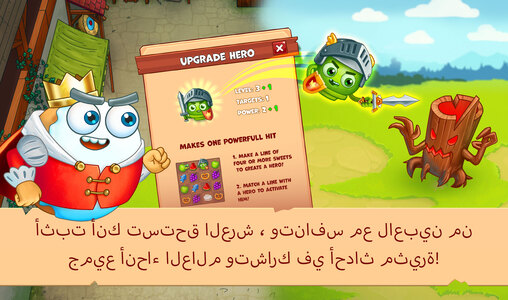 UPGRADE HERO
LEVEL: 3 +1
TARGETS: 1
POWER: 2 +1
MAKES ONE POWERFULL HIT
1. MAKE A LINE OF
FOUR OR MORE SWEETS
TO CREATE A HERO!
2. MATCH A LINE WITH
A HERO TO ACTIVATE
HIM!
أثبت أنك تستحق العرش ، وتنافس مع لاعبين من
جميع أنحاء العالم وتشارك في أحداث مثيرة!